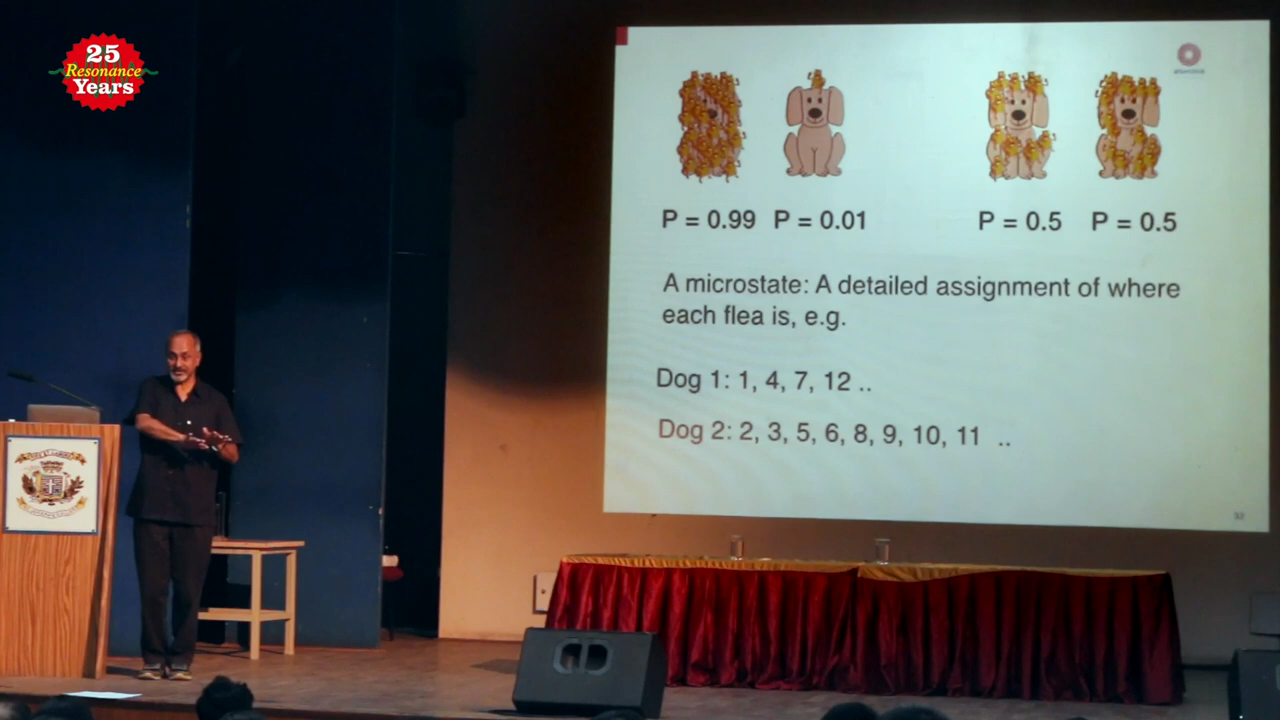 25
Resonance
Years
P = 0.99 P = 0.01 P = 0.5 P = 0.5
A microstate: A detailed assignment of where
each flea is, e.g.
Dog 1: 1, 4, 7, 12 ..
Dog 2: 2, 3, 5, 6, 8, 9, 10, 11 ..